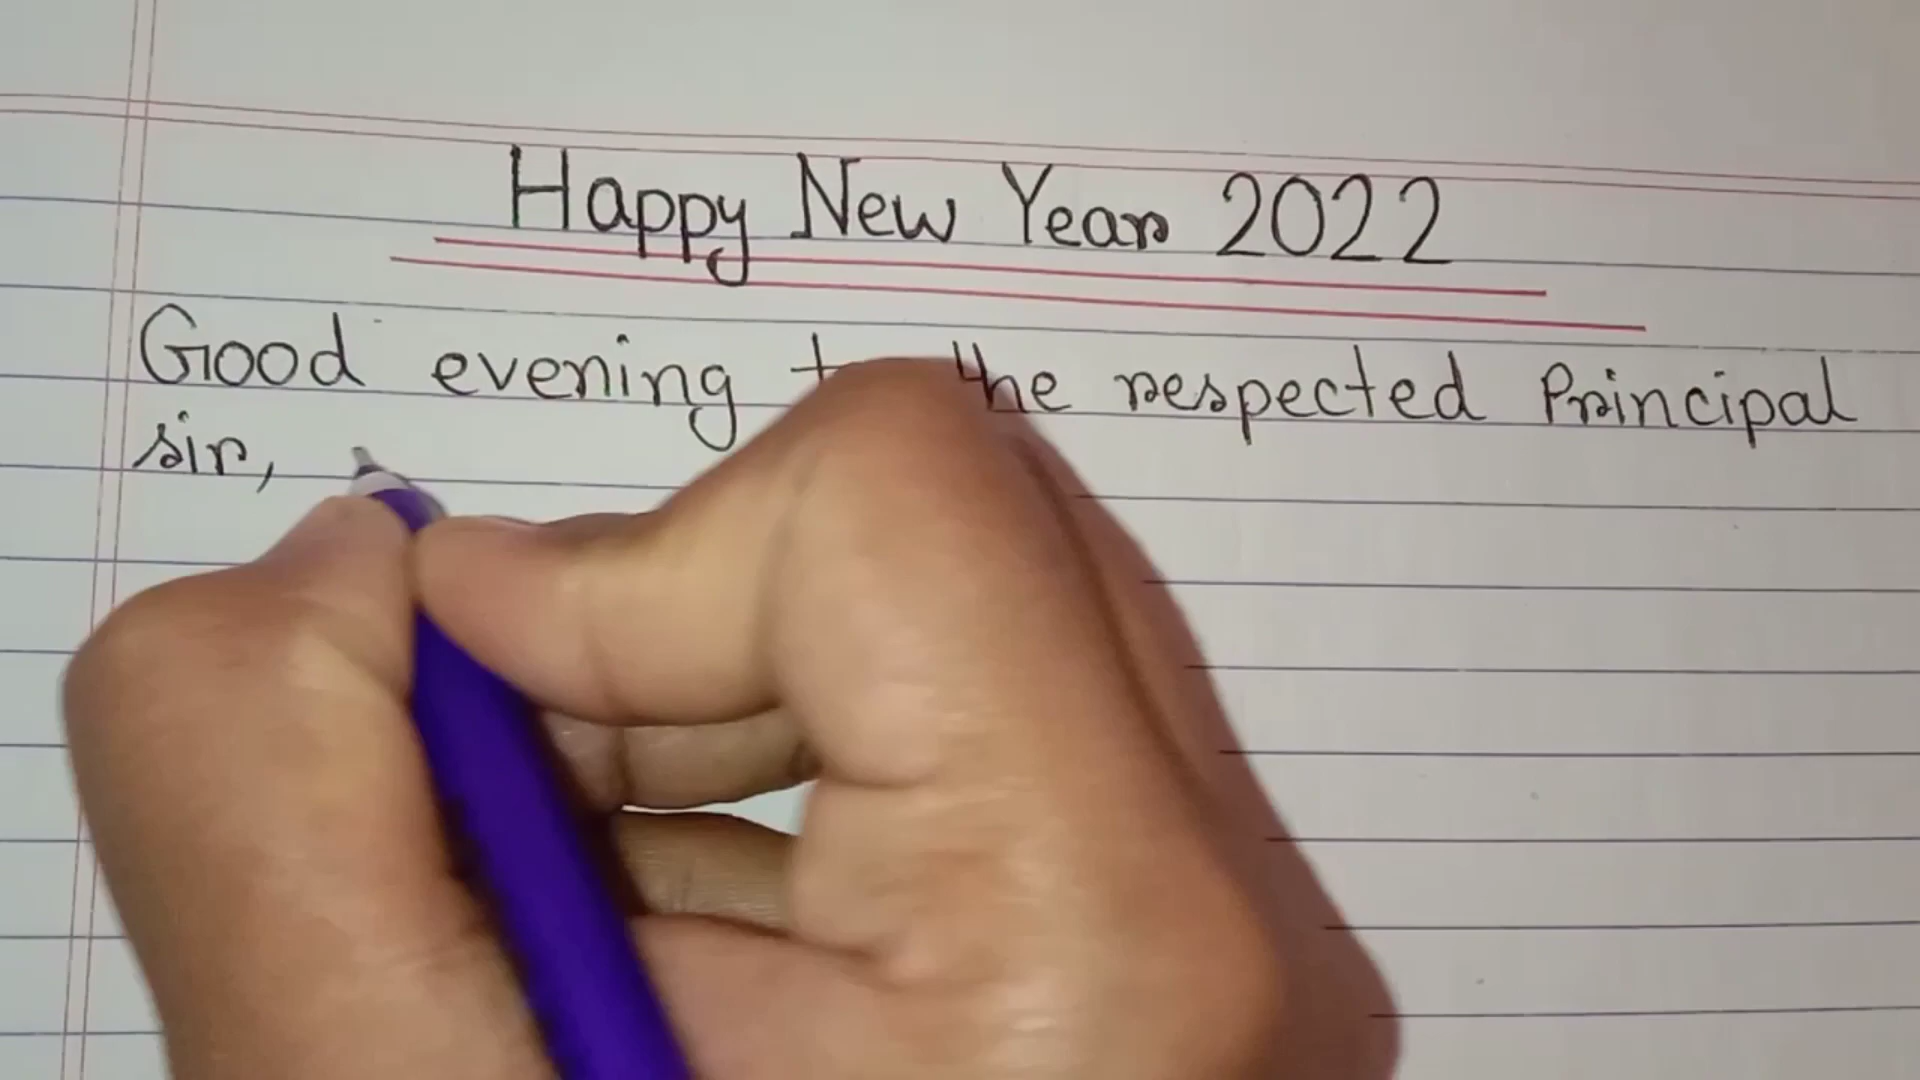 Happy New Year 2022
Good evening the respected Principal
sir,